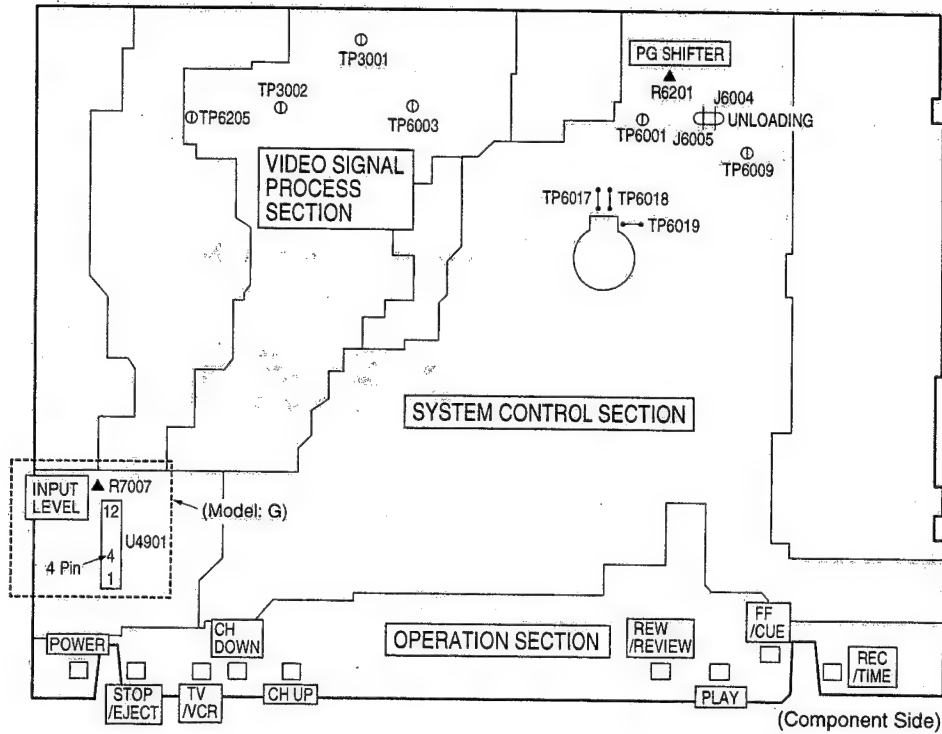 TP3001
PG SHIFTER
TP3002
R6201
J6004
TP6205
TP6003
TP6001
J6005
UNLOADING
TP6009
VIDEO SIGNAL
PROCESS
SECTION
TP6017
TP6018
TP6019
SYSTEM CONTROL SECTION
INPUT
LEVEL
R7007
12
(Model: G)
U4901
4 Pin
4
1
POWER
CH
DOWN
OPERATION SECTION
REW
/REVIEW
FF
/CUE
STOP
/EJECT
TV
/VCR
CH UP
PLAY
REC
/TIME
(Component Side)